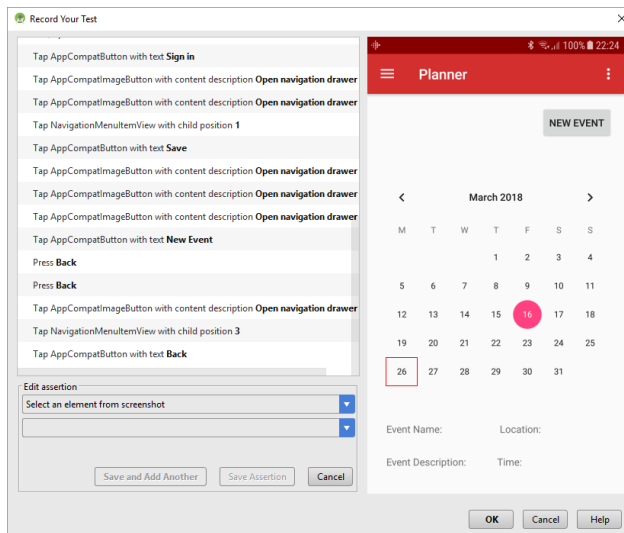 Record Your Test
Tap AppCompatButton with text Sign in
Tap AppCompatImageButton with content description Open navigation drawer
Tap AppCompatImageButton with content description Open navigation drawer
Tap NavigationMenuItemView with child position 1
Tap AppCompatButton with text Save
Tap AppCompatImageButton with content description Open navigation drawer
Tap AppCompatImageButton with content description Open navigation drawer
Tap AppCompatImageButton with content description Open navigation drawer
Tap AppCompatButton with text New Event
Press Back
Press Back
Tap AppCompatImageButton with content description Open navigation drawer
Tap NavigationMenuItemView with child position 3
Tap AppCompatButton with text Back
Edit assertion
Select an element from screenshot
Save and Add Another Save Assertion Cancel
100% 22:24
Planner
NEW EVENT
March 2018
M T W T F S S
1 2 3 4
5 6 7 8 9 10 11
12 13 14 15 16 17 18
19 20 21 22 23 24 25
26 27 28 29 30 31
Event Name: Location:
Event Description: Time:
OK Cancel Help